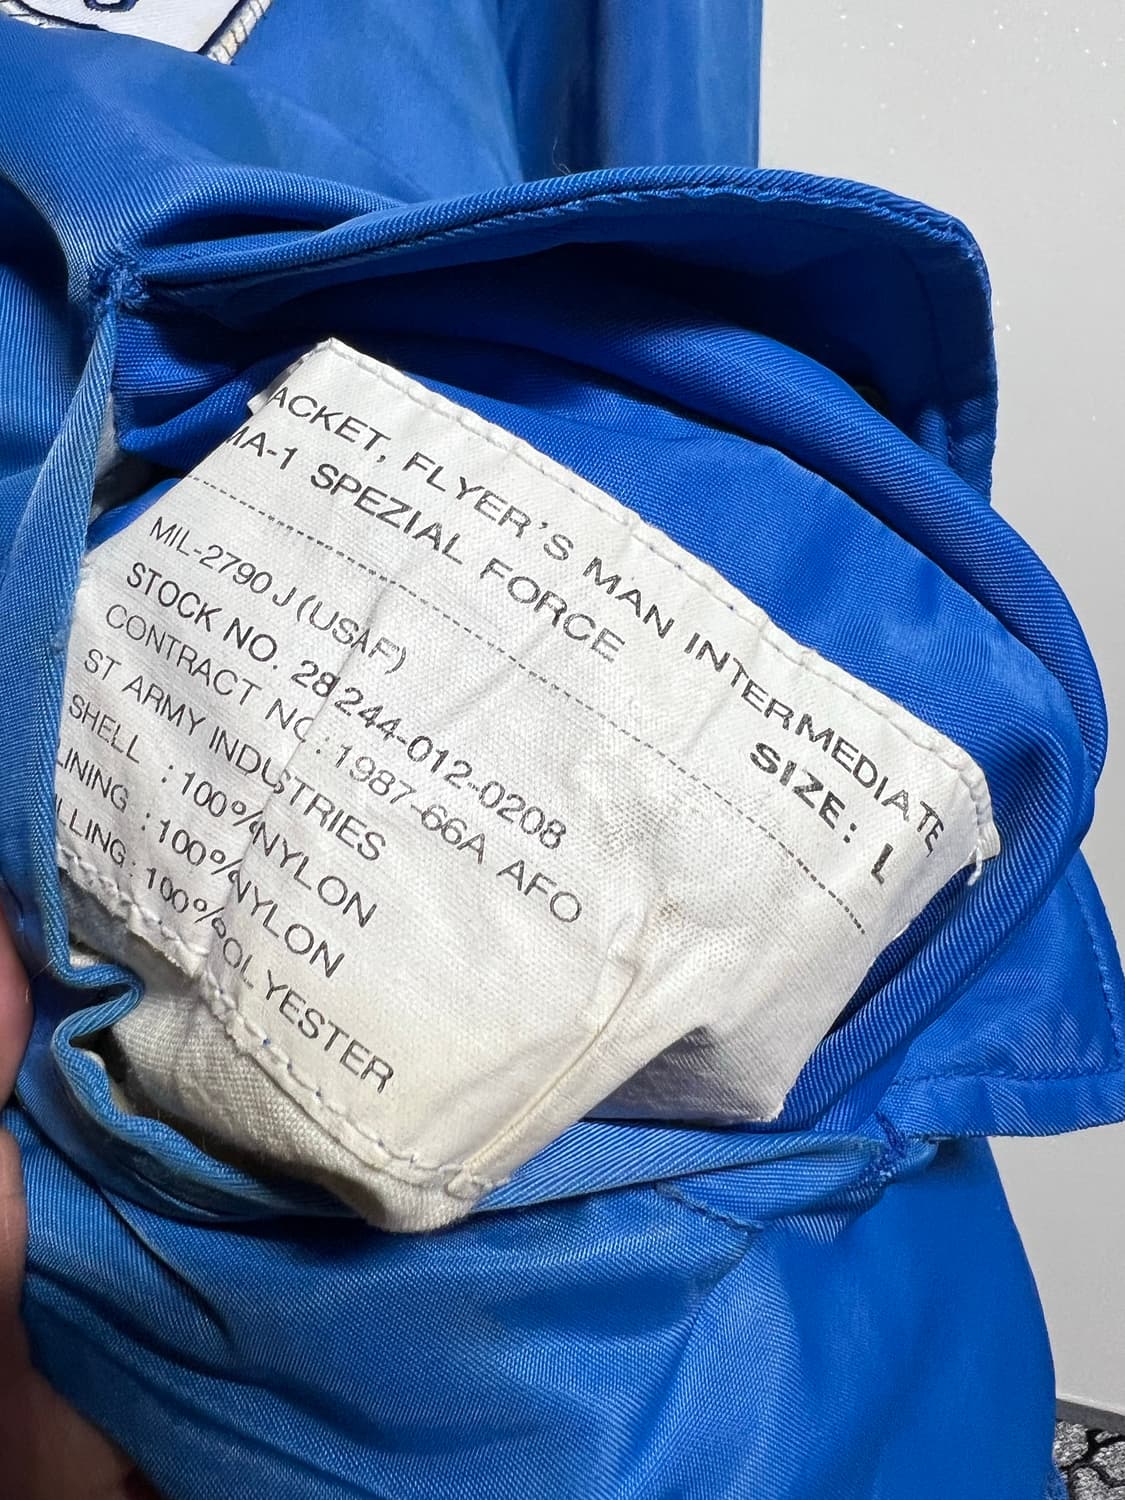 ACKET, FLYER'S MAN INTERMEDIATE
MA-1 SPEZIAL FORCE SIZE: L
MIL-2790J (USAF)
STOCK NO. 28244-012-0208
CONTRACT NO: 1987-66A AFO
ST ARMY INDUSTRIES
SHELL : 100% NYLON
LINING : 100% NYLON
LLING: 100% POLYESTER